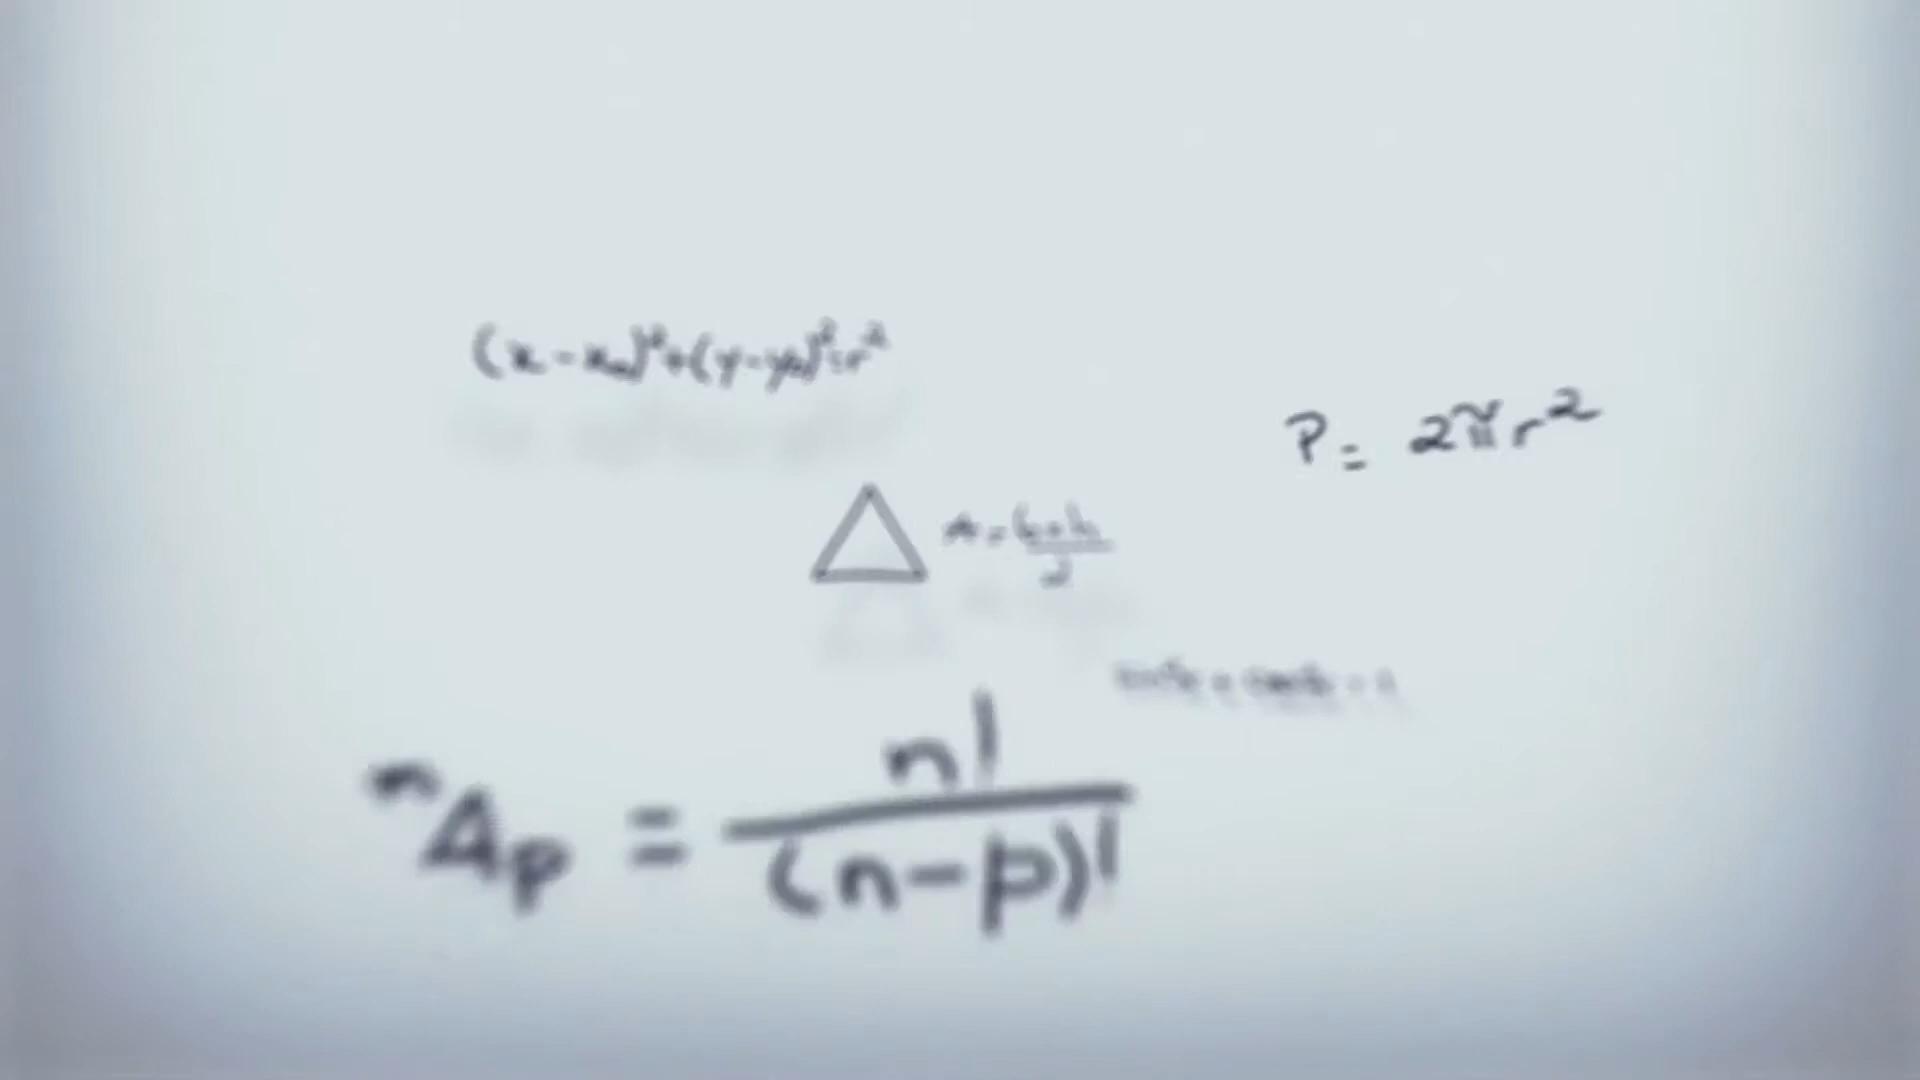 (x-x₀)²+(y-y₀)²=r²
P = 2πr²
A = b×h/2
ⁿAₚ = n!/(n-p)!